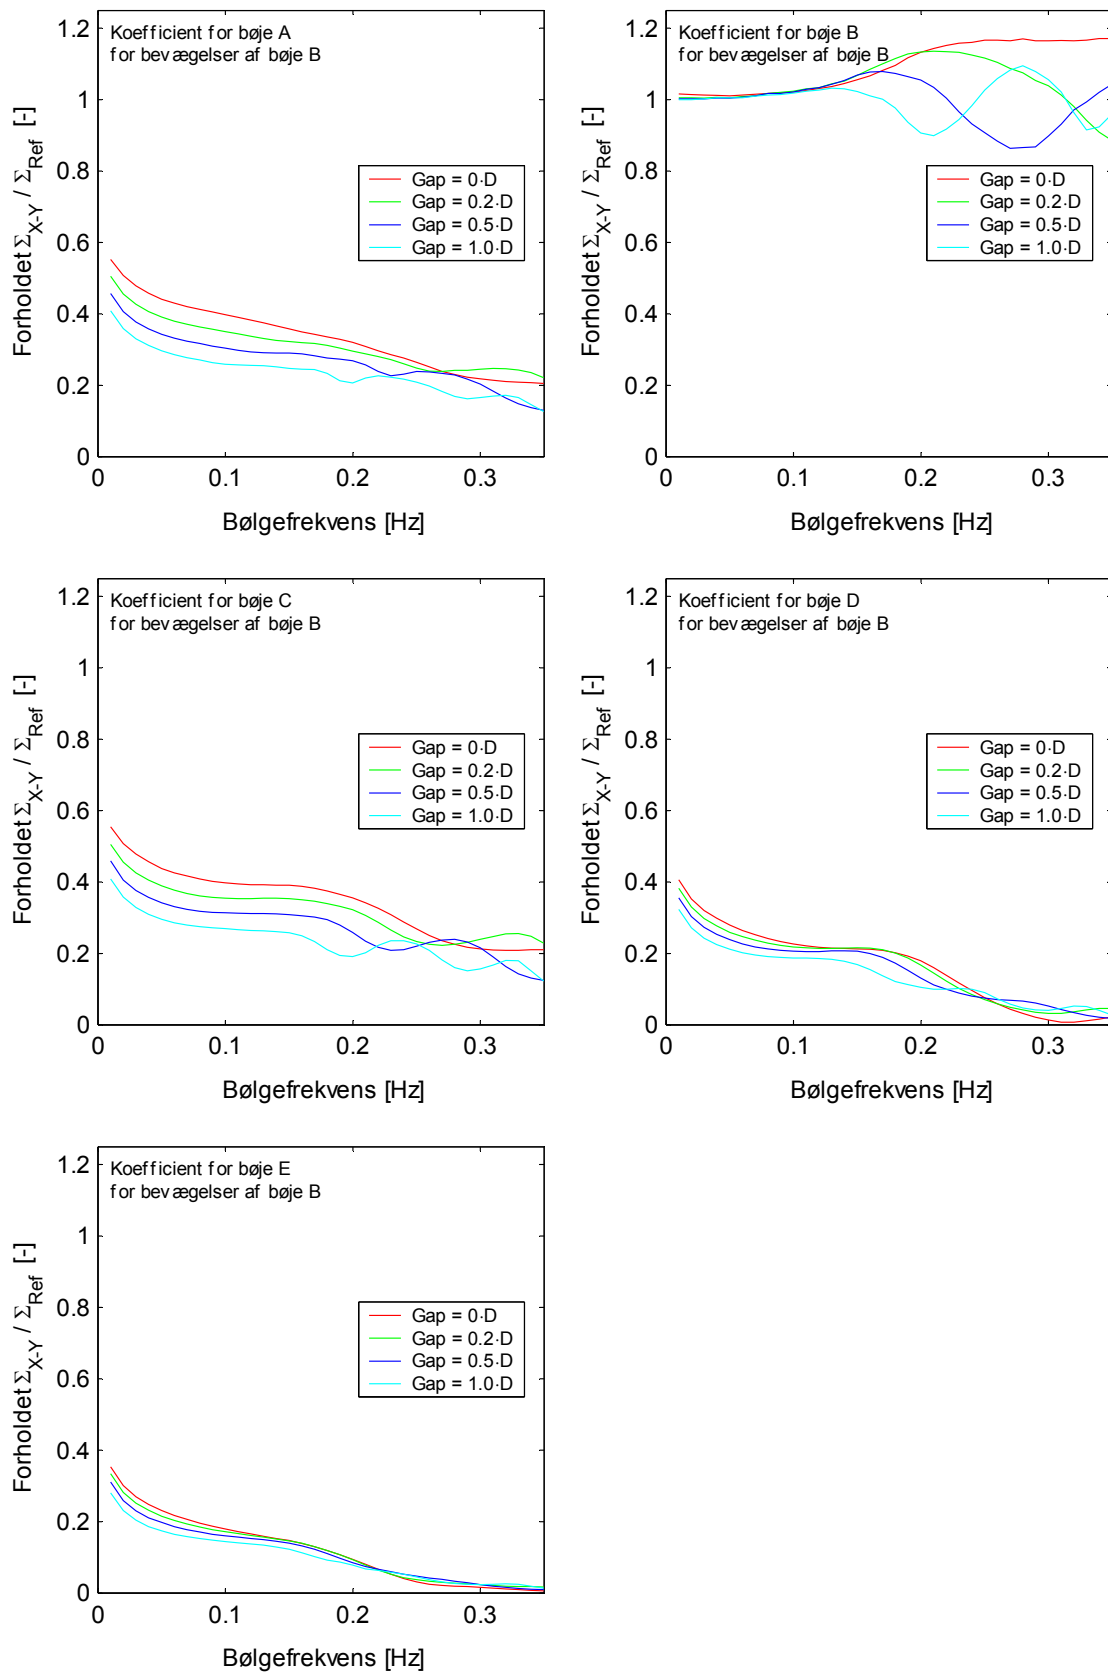 Koefficient for bøje A
for bevægelser af bøje B
Forholdet Σ_X-Y / Σ_Ref [-]
1.2
1
0.8
0.6
0.4
0.2
0
Gap = 0·D
Gap = 0.2·D
Gap = 0.5·D
Gap = 1.0·D
0 0.1 0.2 0.3
Bølgefrekvens [Hz]
Koefficient for bøje B
for bevægelser af bøje B
Forholdet Σ_X-Y / Σ_Ref [-]
1.2
1
0.8
0.6
0.4
0.2
0
Gap = 0·D
Gap = 0.2·D
Gap = 0.5·D
Gap = 1.0·D
0 0.1 0.2 0.3
Bølgefrekvens [Hz]
Koefficient for bøje C
for bevægelser af bøje B
Forholdet Σ_X-Y / Σ_Ref [-]
1.2
1
0.8
0.6
0.4
0.2
0
Gap = 0·D
Gap = 0.2·D
Gap = 0.5·D
Gap = 1.0·D
0 0.1 0.2 0.3
Bølgefrekvens [Hz]
Koefficient for bøje D
for bevægelser af bøje B
Forholdet Σ_X-Y / Σ_Ref [-]
1.2
1
0.8
0.6
0.4
0.2
0
Gap = 0·D
Gap = 0.2·D
Gap = 0.5·D
Gap = 1.0·D
0 0.1 0.2 0.3
Bølgefrekvens [Hz]
Koefficient for bøje E
for bevægelser af bøje B
Forholdet Σ_X-Y / Σ_Ref [-]
1.2
1
0.8
0.6
0.4
0.2
0
Gap = 0·D
Gap = 0.2·D
Gap = 0.5·D
Gap = 1.0·D
0 0.1 0.2 0.3
Bølgefrekvens [Hz]